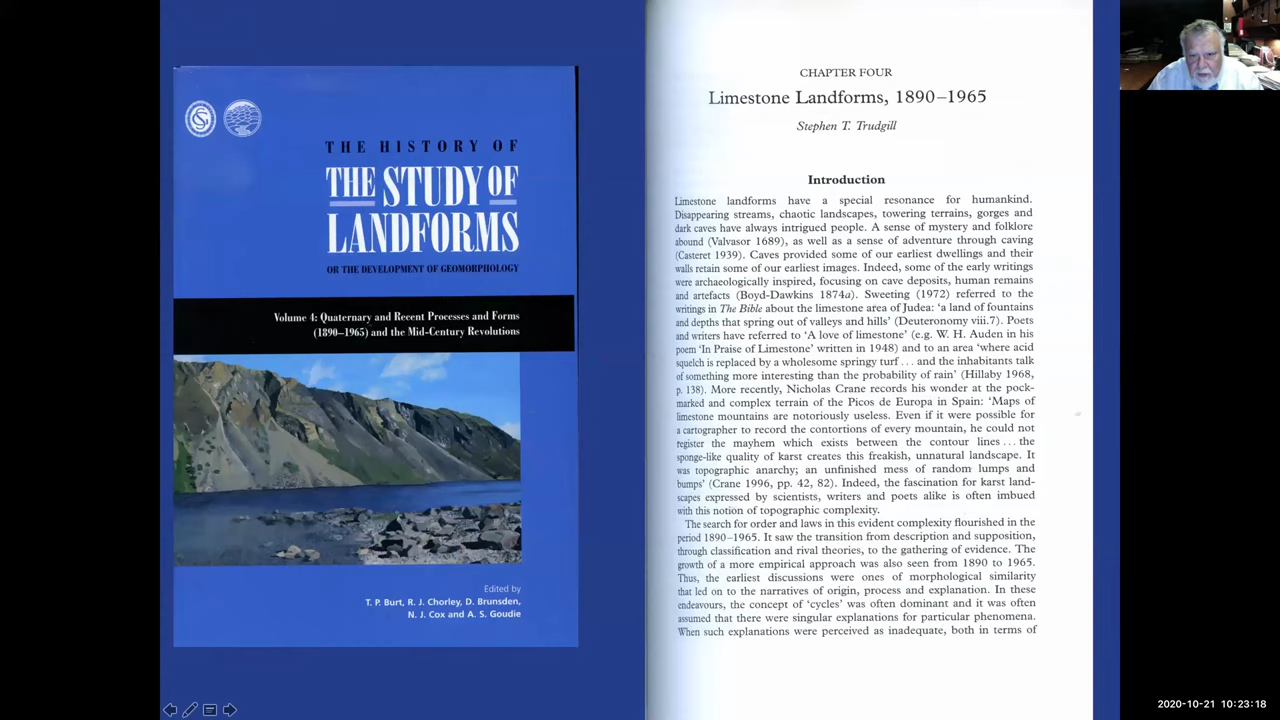 THE HISTORY OF
THE STUDY OF
LANDFORMS
OR THE DEVELOPMENT OF GEOMORPHOLOGY
Volume 4: Quaternary and Recent Processes and Forms
(1890–1965) and the Mid-Century Revolutions
Edited by
T. P. Burt, R. J. Chorley, D. Brunsden,
N. J. Cox and A. S. Goudie
CHAPTER FOUR
Limestone Landforms, 1890–1965
Stephen T. Trudgill
Introduction
Limestone landforms have a special resonance for humankind.
Disappearing streams, chaotic landscapes, towering terrains, gorges and
dark caves have always intrigued people. A sense of mystery and folklore
abound (Valvasor 1689), as well as a sense of adventure through caving
(Casteret 1939). Caves provided some of our earliest dwellings and their
walls retain some of our earliest images. Indeed, some of the early writings
were archaeologically inspired, focusing on cave deposits, human remains
and artefacts (Boyd-Dawkins 1874a). Sweeting (1972) referred to the
writings in The Bible about the limestone area of Judea: ‘a land of fountains
and depths that spring out of valleys and hills’ (Deuteronomy viii.7). Poets
and writers have referred to ‘A love of limestone’ (e.g. W. H. Auden in his
poem ‘In Praise of Limestone’ written in 1948) and to an area ‘where acid
squelch is replaced by a wholesome springy turf . . . and the inhabitants talk
of something more interesting than the probability of rain’ (Hillaby 1968,
p. 138). More recently, Nicholas Crane records his wonder at the pock-
marked and complex terrain of the Picos de Europa in Spain: ‘Maps of
limestone mountains are notoriously useless. Even if it were possible for
a cartographer to record the contortions of every mountain, he could not
register the mayhem which exists between the contour lines . . . the
sponge-like quality of karst creates this freakish, unnatural landscape. It
was topographic anarchy; an unfinished mess of random lumps and
bumps’ (Crane 1996, pp. 42, 82). Indeed, the fascination for karst land-
scapes expressed by scientists, writers and poets alike is often imbued
with this notion of topographic complexity.
The search for order and laws in this evident complexity flourished in the
period 1890–1965. It saw the transition from description and supposition,
through classification and rival theories, to the gathering of evidence. The
growth of a more empirical approach was also seen from 1890 to 1965.
Thus, the earliest discussions were ones of morphological similarity
that led on to the narratives of origin, process and explanation. In these
endeavours, the concept of ‘cycles’ was often dominant and it was often
assumed that there were singular explanations for particular phenomena.
When such explanations were perceived as inadequate, both in terms of
2020-10-21 10:23:18